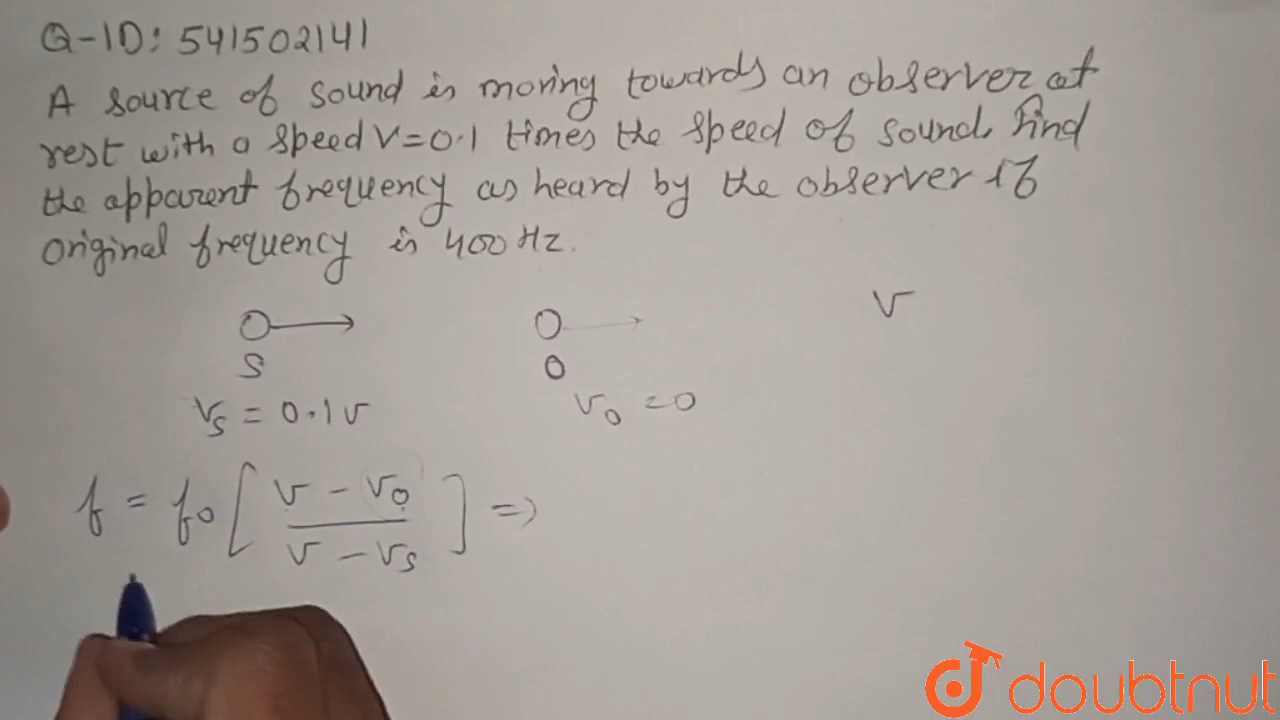 Q-ID: 541502141
A source of sound is moving towards an observer at
rest with a speed V=0.1 times the speed of sound. Find
the apparent frequency as heard by the observer if
original frequency is 400 Hz.
V
S
O
Vs = 0.1v
Vo = 0
f = fo [ v - vo / v - vs ] =>
doubtnut